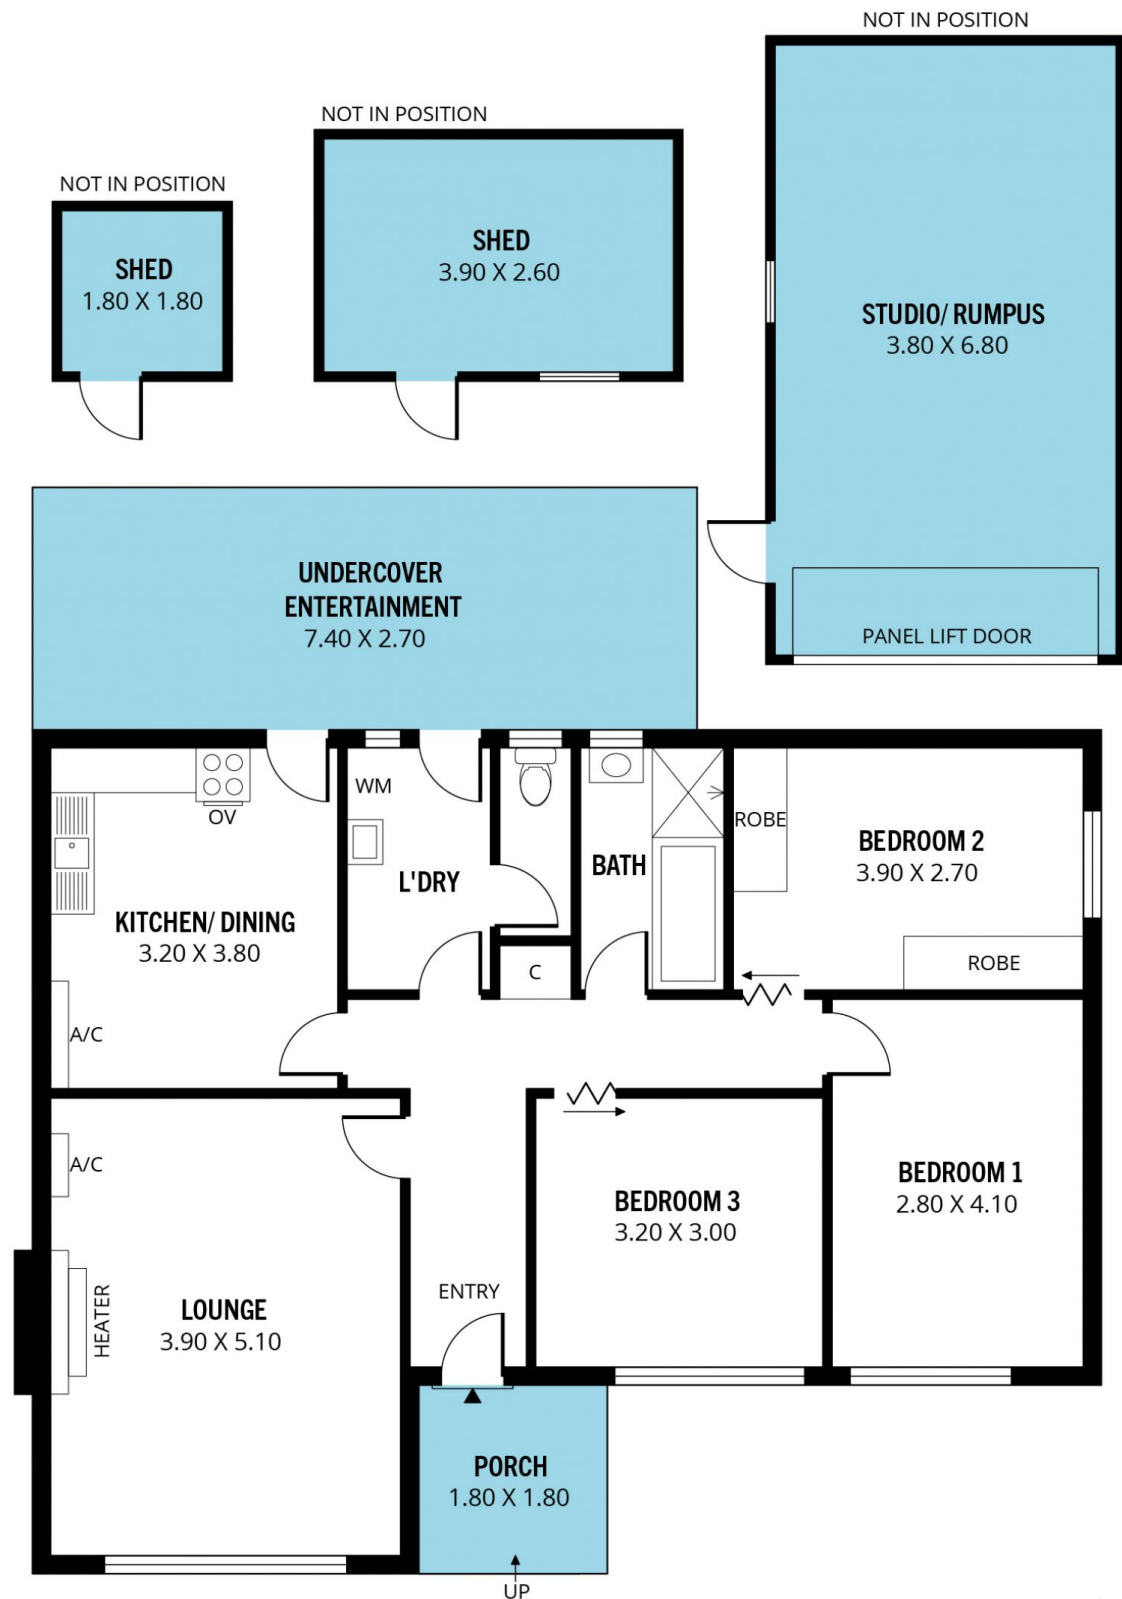 NOT IN POSITION
NOT IN POSITION
NOT IN POSITION
SHED
1.80 X 1.80
SHED
3.90 X 2.60
STUDIO/ RUMPUS
3.80 X 6.80
PANEL LIFT DOOR
UNDERCOVER
ENTERTAINMENT
7.40 X 2.70
OV
WM
L'DRY
KITCHEN/ DINING
3.20 X 3.80
A/C
C
BATH
ROBE
BEDROOM 2
3.90 X 2.70
ROBE
A/C
HEATER
LOUNGE
3.90 X 5.10
ENTRY
BEDROOM 3
3.20 X 3.00
BEDROOM 1
2.80 X 4.10
PORCH
1.80 X 1.80
UP